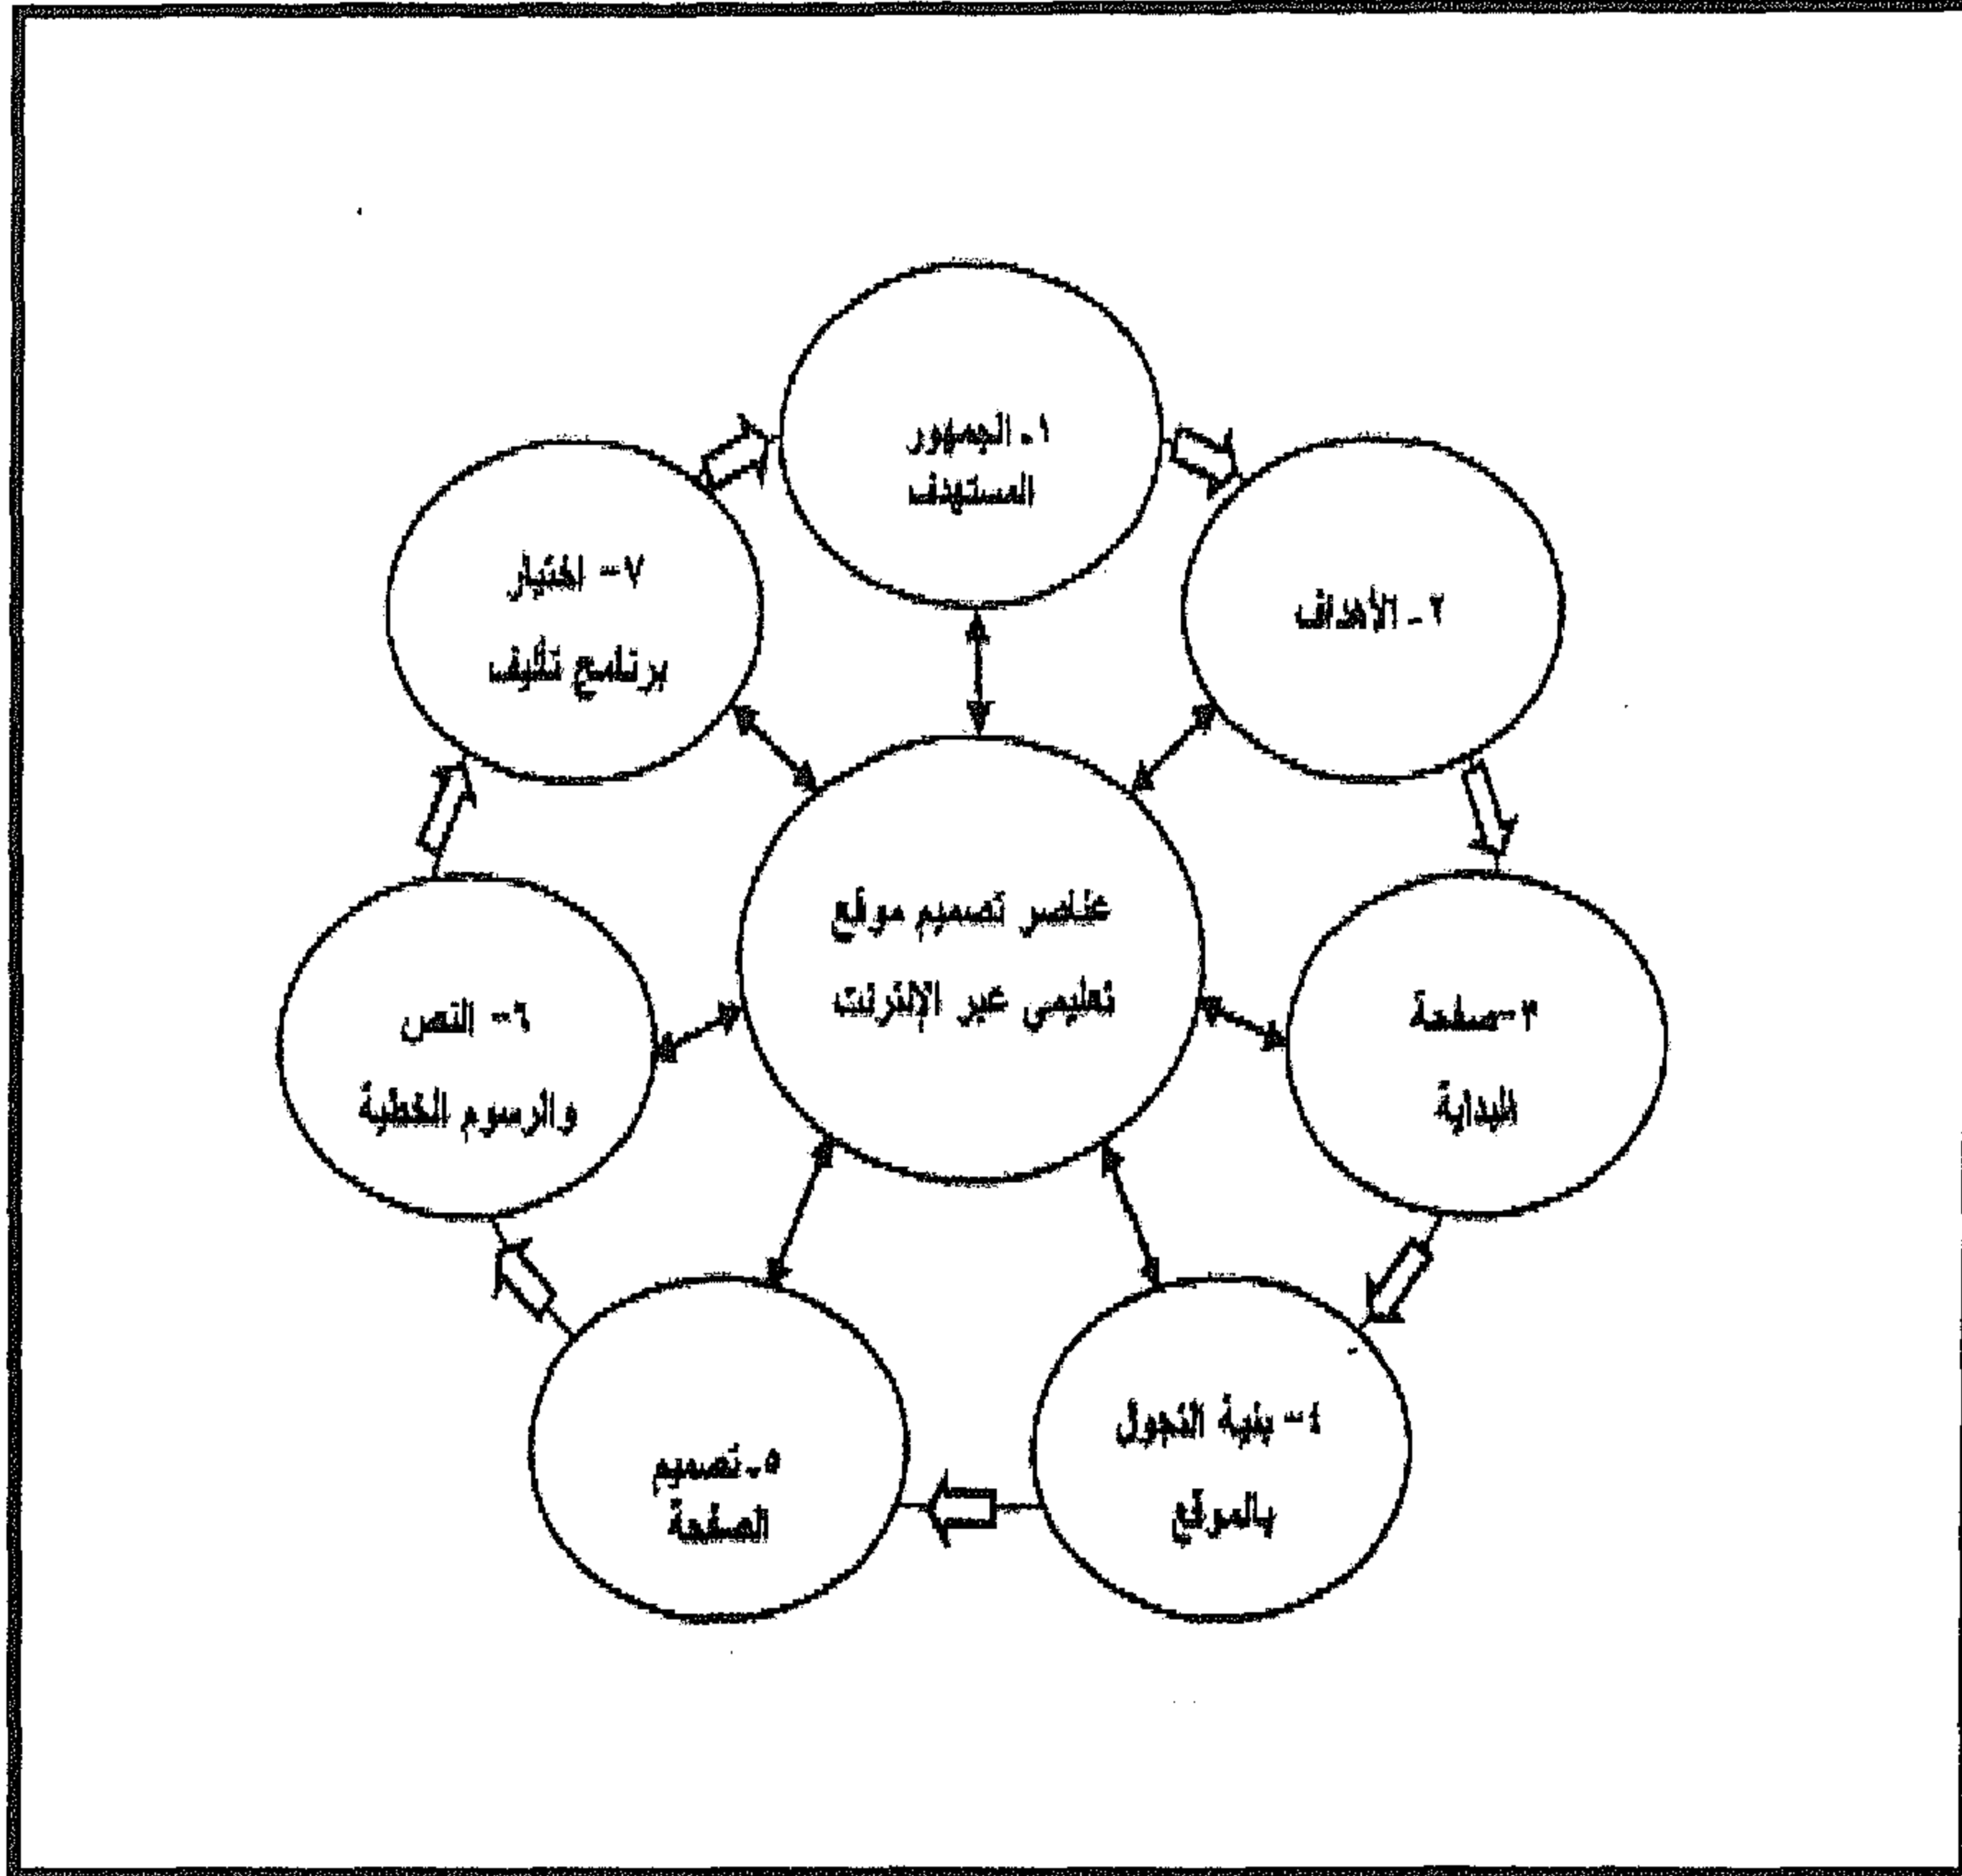 ١- الجمهور
المستهدف
٢- الأهداف
٣-صفحة
البداية
٤- بنية التجول
بالموقع
٥-تصميم
الصفحة
٦- النص
والرسوم الخطية
٧- اختيار
برنامج تأليف
عناصر تصميم موقع
تعليمي عبر الإنترنت